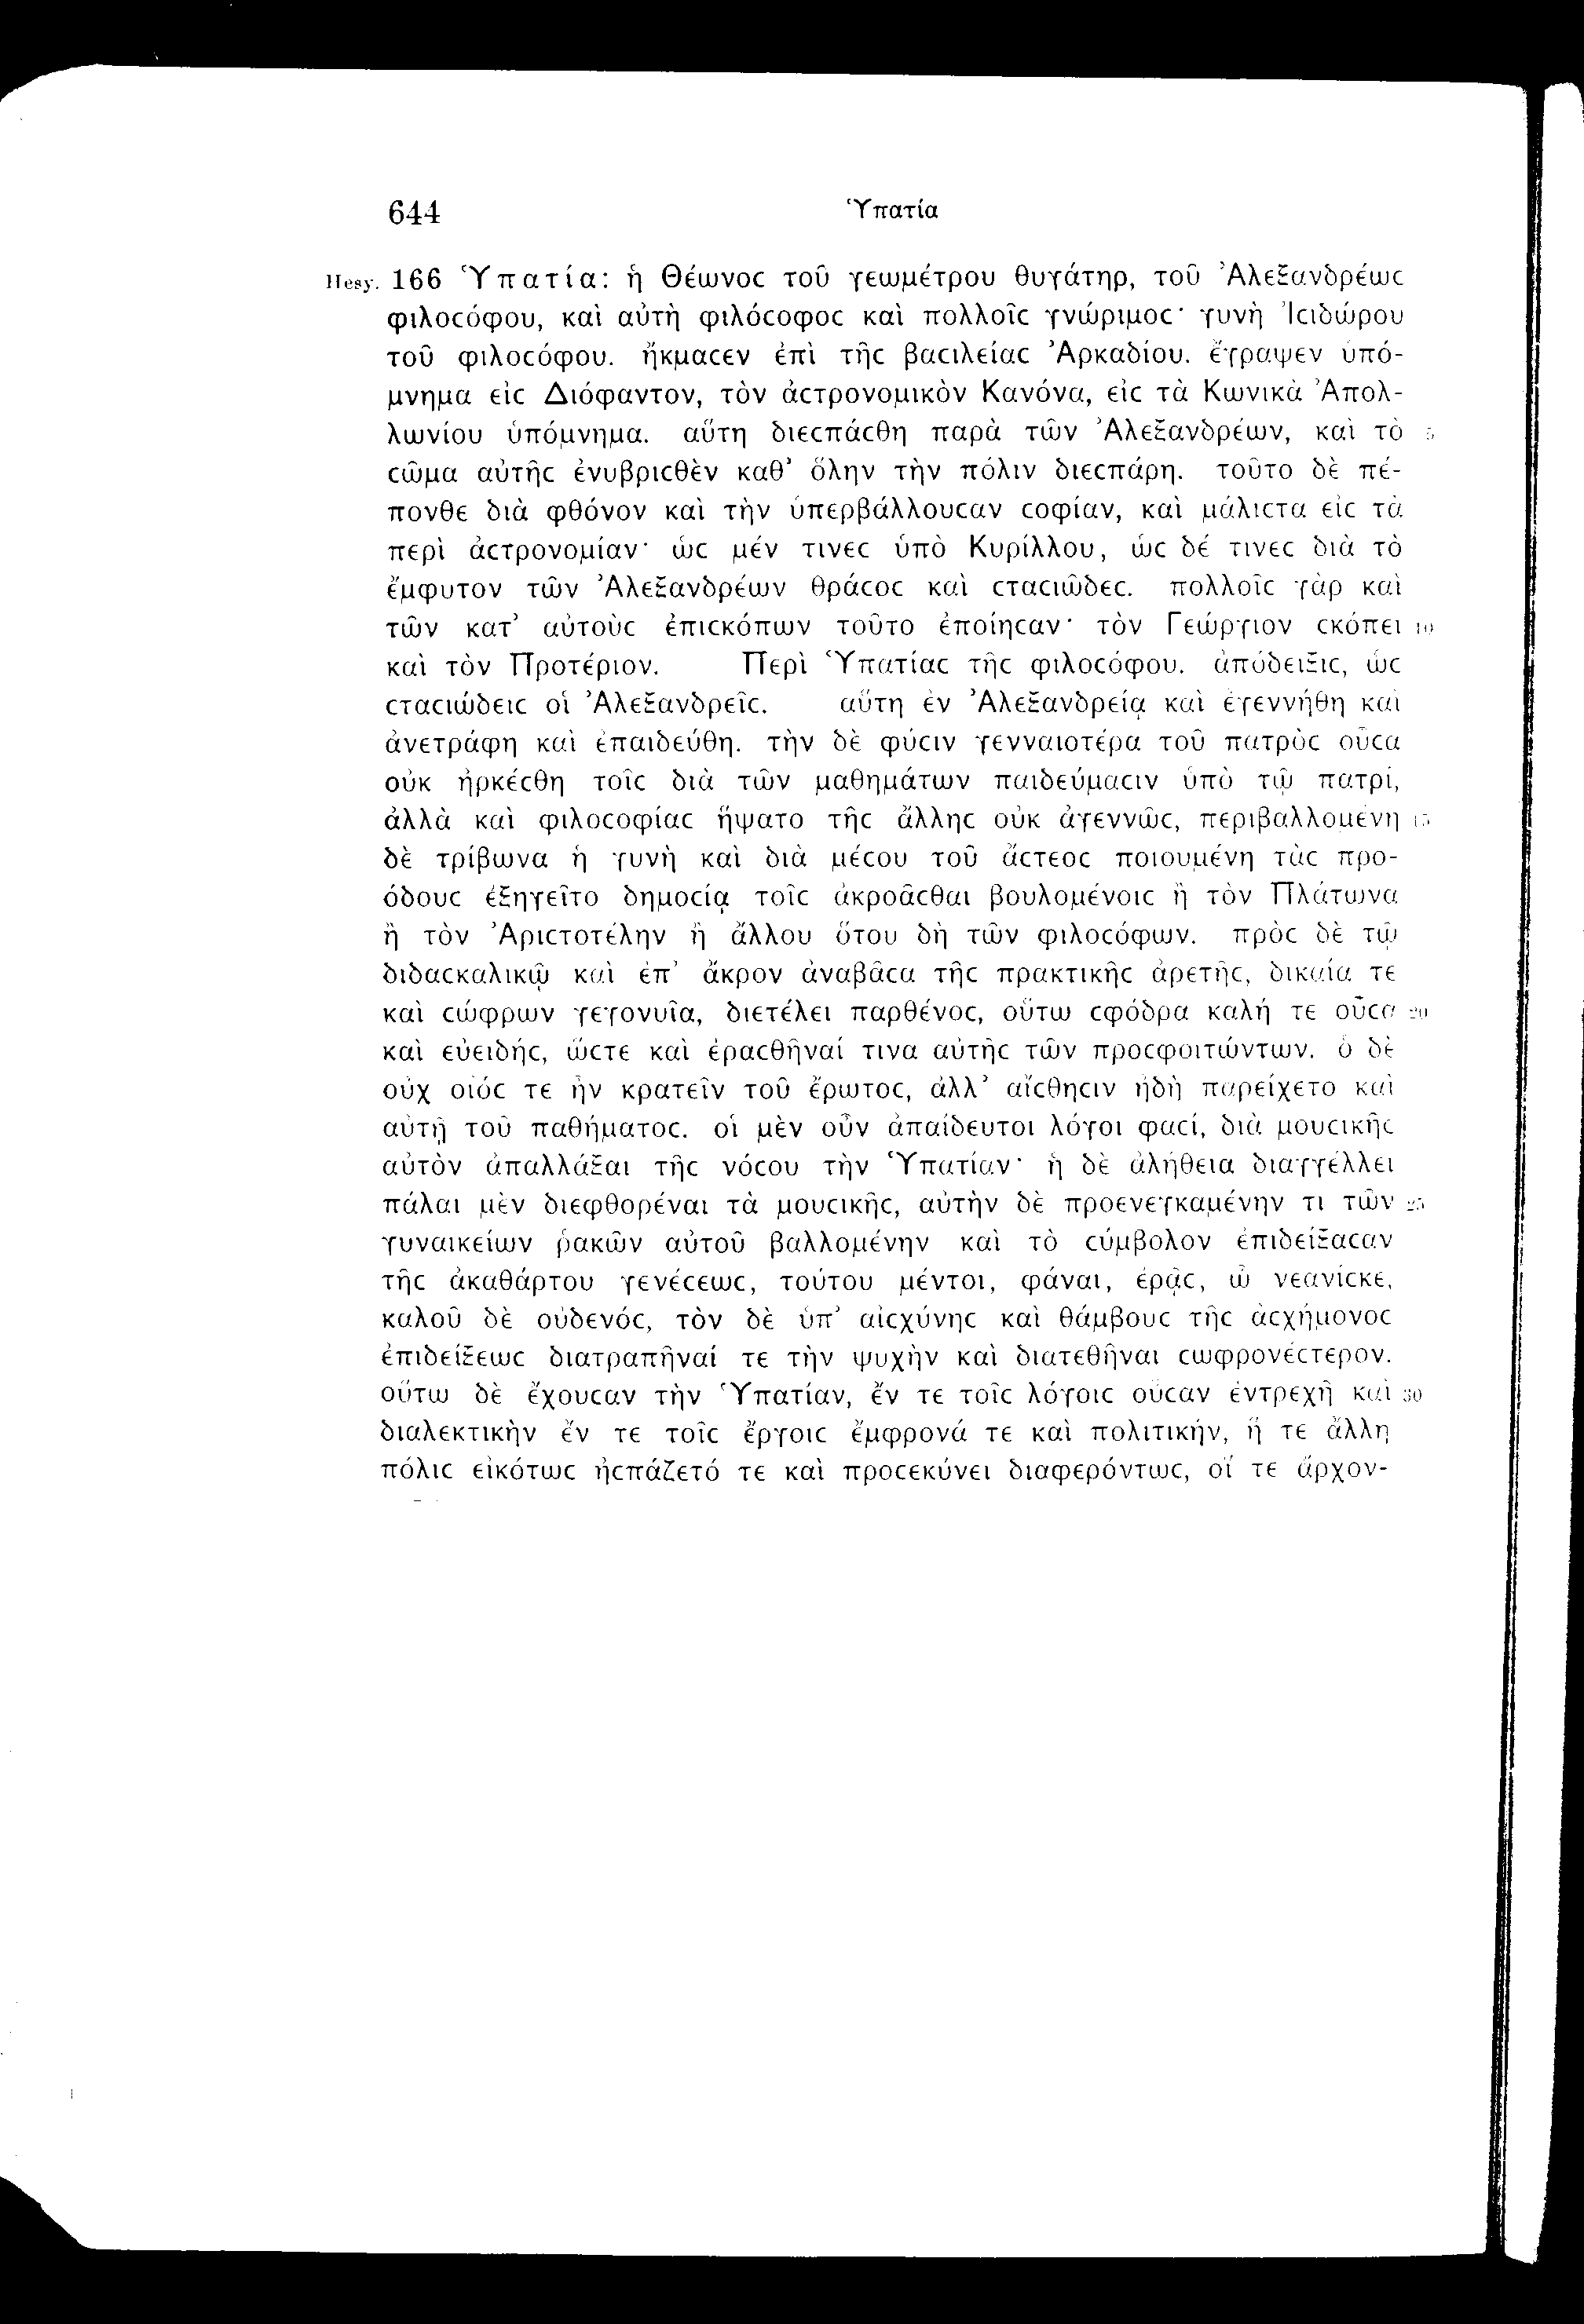 644 Ὑπατία
Hesy. 166 Ὑπατία: ἡ Θέωνοϲ τοῦ γεωμέτρου θυγάτηρ, τοῦ Ἀλεξανδρέωϲ
φιλοϲόφου, καὶ αὐτὴ φιλόϲοφοϲ καὶ πολλοῖϲ γνώριμοϲ· γυνὴ Ἰϲιδώρου
τοῦ φιλοϲόφου. ἤκμαϲεν ἐπὶ τῆϲ βαϲιλείαϲ Ἀρκαδίου. ἔγραψεν ὑπό-
μνημα εἰϲ Διόφαντον, τὸν ἀϲτρονομικὸν Κανόνα, εἰϲ τὰ Κωνικὰ Ἀπολ-
λωνίου ὑπόμνημα. αὕτη διεϲπάϲθη παρὰ τῶν Ἀλεξανδρέων, καὶ τὸ 5
ϲῶμα αὐτῆϲ ἐνυβριϲθὲν καθ’ ὅλην τὴν πόλιν διεϲπάρη. τοῦτο δὲ πέ-
πονθε διὰ φθόνον καὶ τὴν ὑπερβάλλουϲαν ϲοφίαν, καὶ μάλιϲτα εἰϲ τὰ
περὶ ἀϲτρονομίαν· ὡϲ μέν τινεϲ ὑπὸ Κυρίλλου, ὡϲ δέ τινεϲ διὰ τὸ
ἔμφυτον τῶν Ἀλεξανδρέων θράϲοϲ καὶ ϲταϲιῶδεϲ. πολλοῖϲ γὰρ καὶ
τῶν κατ’ αὐτοὺϲ ἐπιϲκόπων τοῦτο ἐποίηϲαν· τὸν Γεώργιον ϲκόπει 10
καὶ τὸν Προτέριον. Περὶ Ὑπατίαϲ τῆϲ φιλοϲόφου. ἀπόδειξιϲ, ὡϲ
ϲταϲιώδειϲ οἱ Ἀλεξανδρεῖϲ. αὕτη ἐν Ἀλεξανδρείᾳ καὶ ἐγεννήθη καὶ
ἀνετράφη καὶ ἐπαιδεύθη. τὴν δὲ φύϲιν γενναιοτέρα τοῦ πατρὸϲ οὖϲα
οὐκ ἠρκέϲθη τοῖϲ διὰ τῶν μαθημάτων παιδεύμαϲιν ὑπὸ τῷ πατρί,
ἀλλὰ καὶ φιλοϲοφίαϲ ἥψατο τῆϲ ἄλληϲ οὐκ ἀγεννῶϲ, περιβαλλομένη 15
δὲ τρίβωνα ἡ γυνὴ καὶ διὰ μέϲου τοῦ ἄϲτεοϲ ποιουμένη τὰϲ προ-
όδουϲ ἐξηγεῖτο δημοϲίᾳ τοῖϲ ἀκροᾶϲθαι βουλομένοιϲ ἢ τὸν Πλάτωνα
ἢ τὸν Ἀριϲτοτέλην ἢ ἄλλου ὅτου δὴ τῶν φιλοϲόφων. πρὸϲ δὲ τῷ
διδαϲκαλικῷ καὶ ἐπ’ ἄκρον ἀναβᾶϲα τῆϲ πρακτικῆϲ ἀρετῆϲ, δικαία τε
καὶ ϲώφρων γεγονυῖα, διετέλει παρθένοϲ, οὕτω ϲφόδρα καλή τε οὖϲα 20
καὶ εὐειδήϲ, ὥϲτε καὶ ἐραϲθῆναί τινα αὐτῆϲ τῶν προϲφοιτώντων. ὁ δὲ
οὐχ οἷόϲ τε ἦν κρατεῖν τοῦ ἔρωτοϲ, ἀλλ’ αἴϲθηϲιν ἤδη παρείχετο καὶ
αὐτῇ τοῦ παθήματοϲ. οἱ μὲν οὖν ἀπαίδευτοι λόγοι φαϲί, διὰ μουϲικῆϲ
αὐτὸν ἀπαλλάξαι τῆϲ νόϲου τὴν Ὑπατίαν· ἡ δὲ ἀλήθεια διαγγέλλει
πάλαι μὲν διεφθορέναι τὰ μουϲικῆϲ, αὐτὴν δὲ προενεγκαμένην τι τῶν 25
γυναικείων ῥακῶν αὐτοῦ βαλλομένην καὶ τὸ ϲύμβολον ἐπιδείξαϲαν
τῆϲ ἀκαθάρτου γενέϲεωϲ, τούτου μέντοι, φάναι, ἐρᾷϲ, ὦ νεανίϲκε,
καλοῦ δὲ οὐδενόϲ, τὸν δὲ ὑπ’ αἰϲχύνηϲ καὶ θάμβουϲ τῆϲ ἀϲχήμονοϲ
ἐπιδείξεωϲ διατραπῆναί τε τὴν ψυχὴν καὶ διατεθῆναι ϲωφρονέϲτερον.
οὕτω δὲ ἔχουϲαν τὴν Ὑπατίαν, ἔν τε τοῖϲ λόγοιϲ οὖϲαν ἐντρεχῆ καὶ 30
διαλεκτικὴν ἔν τε τοῖϲ ἔργοιϲ ἔμφρονά τε καὶ πολιτικήν, ἥ τε ἄλλη
πόλιϲ εἰκότωϲ ἠϲπάζετό τε καὶ προϲεκύνει διαφερόντωϲ, οἵ τε ἄρχον-